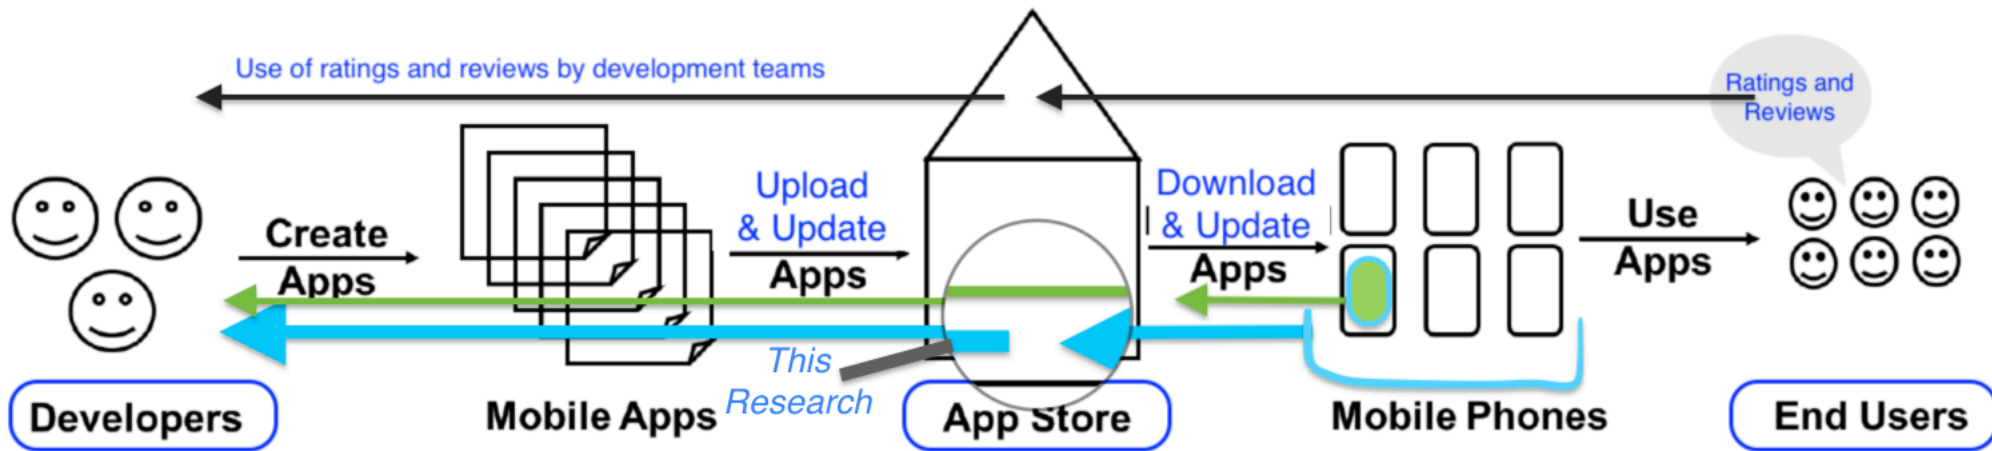 Use of ratings and reviews by development teams
Ratings and
Reviews
Create
Apps
Upload
& Update
Apps
Download
& Update
Apps
Use
Apps
This
Research
Developers
Mobile Apps
App Store
Mobile Phones
End Users